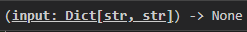 (input: Dict[str, str]) -> None